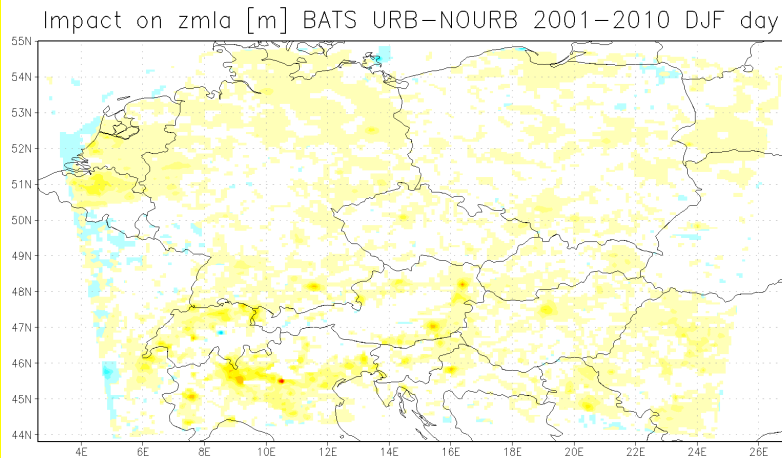 Impact on zmla [m] BATS URB-NOURB 2001-2010 DJF day
55N
54N
53N
52N
51N
50N
49N
48N
47N
46N
45N
44N
4E 6E 8E 10E 12E 14E 16E 18E 20E 22E 24E 26E